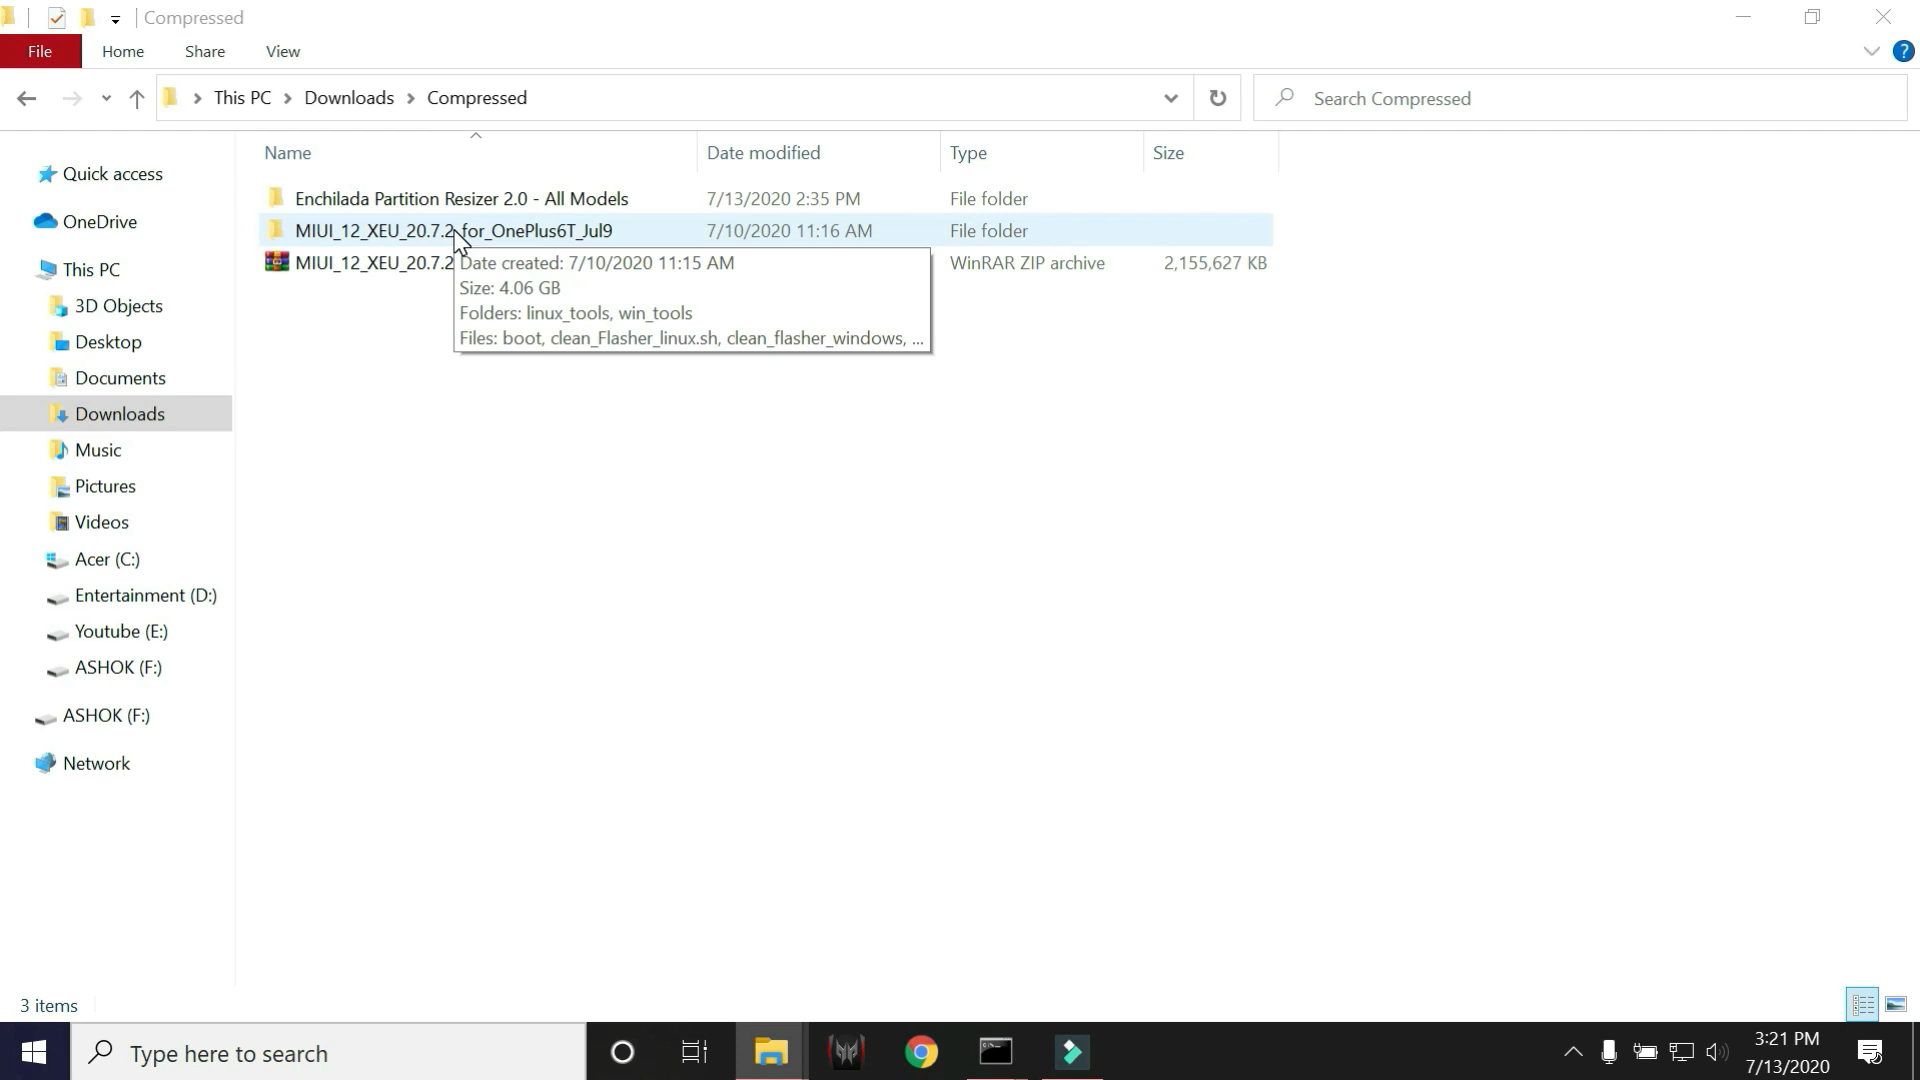 Compressed
File Home Share View
This PC Downloads Compressed
Search Compressed
Name Date modified Type Size
Enchilada Partition Resizer 2.0 - All Models 7/13/2020 2:35 PM File folder
MIUI_12_XEU_20.7.2_for_OnePlus6T_Jul9 7/10/2020 11:16 AM File folder
MIUI_12_XEU_20.7.2 WinRAR ZIP archive 2,155,627 KB
Date created: 7/10/2020 11:15 AM
Size: 4.06 GB
Folders: linux_tools, win_tools
Files: boot, clean_Flasher_linux.sh, clean_flasher_windows, ...
Quick access
OneDrive
This PC
3D Objects
Desktop
Documents
Downloads
Music
Pictures
Videos
Acer (C:)
Entertainment (D:)
Youtube (E:)
ASHOK (F:)
ASHOK (F:)
Network
3 items
Type here to search
3:21 PM
7/13/2020